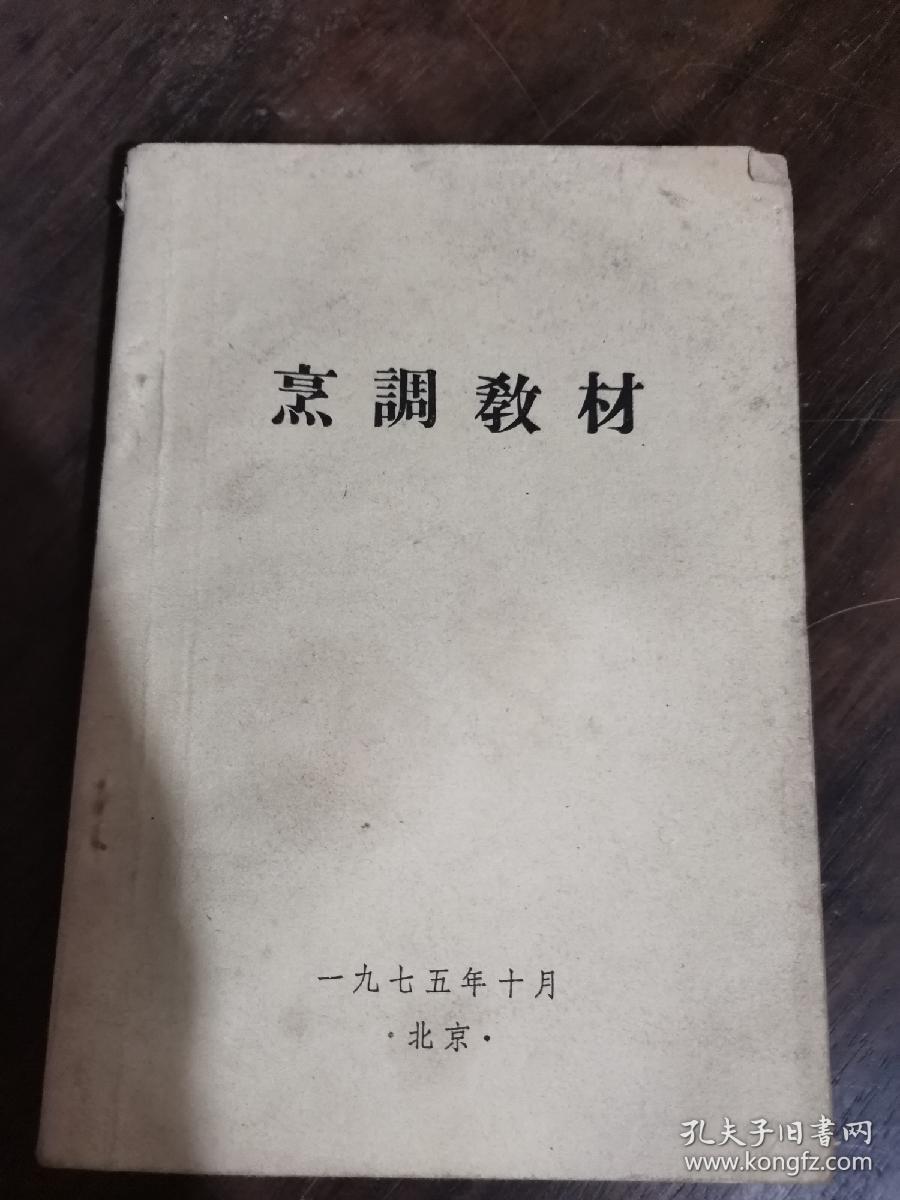 烹調教材
一九七五年十月
·北京·
孔夫子旧書网
www.kongfz.com